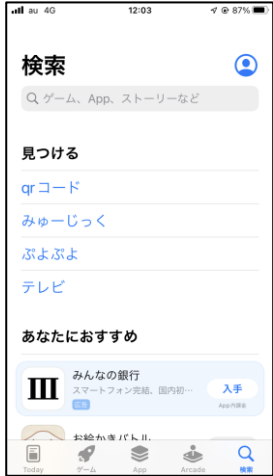 au 4G 12:03 87%
検索
ゲーム、App、ストーリーなど
見つける
qrコード
みゅーじっく
ぷよぷよ
テレビ
あなたにおすすめ
みんなの銀行
スマートフォン完結、国内初…
広告
入手
App内課金
お絵かきバトル
Today ゲーム App Arcade 検索